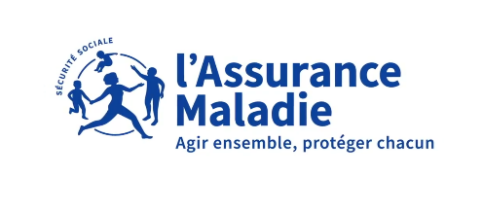 SÉCURITÉ SOCIALE
l'Assurance
Maladie
Agir ensemble, protéger chacun